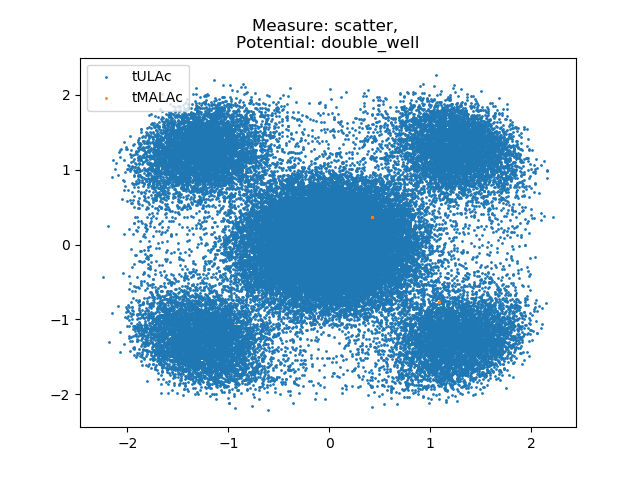 Measure: scatter,
Potential: double_well
tULAc
tMALAc
2
1
0
−1
−2
−2
−1
0
1
2